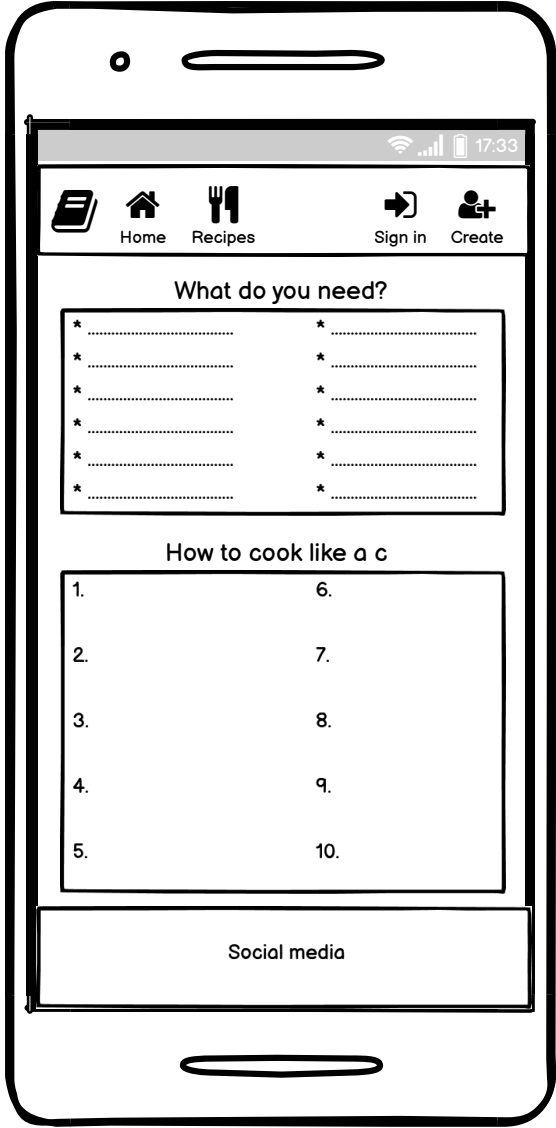 17:33
Home Recipes Sign in Create
What do you need?
* ................................... * ...................................
* ................................... * ...................................
* ................................... * ...................................
* ................................... * ...................................
* ................................... * ...................................
* ................................... * ...................................
How to cook like a c
1. 6.
2. 7.
3. 8.
4. 9.
5. 10.
Social media